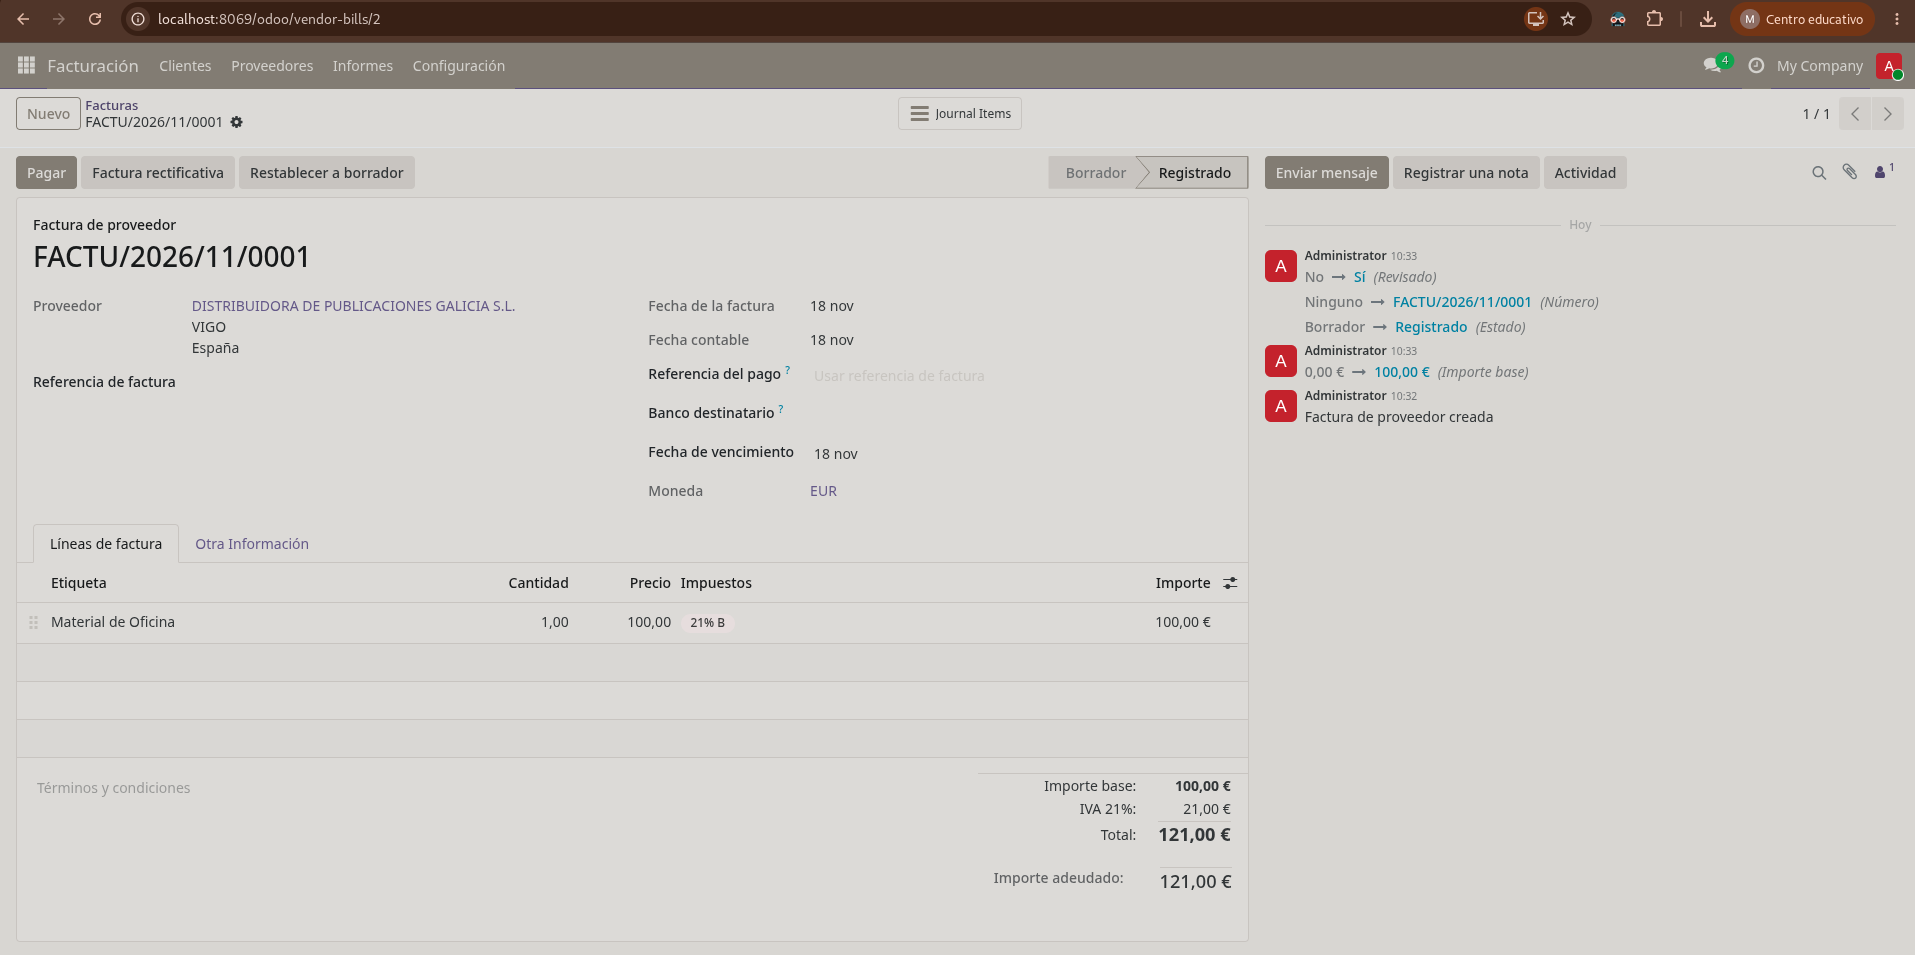 localhost:8069/odoo/vendor-bills/2
M Centro educativo
Facturación Clientes Proveedores Informes Configuración
4 My Company A
Nuevo
Facturas
FACTU/2026/11/0001
Journal Items
1 / 1
Pagar Factura rectificativa Restablecer a borrador
Borrador Registrado
Enviar mensaje Registrar una nota Actividad
1
Factura de proveedor
FACTU/2026/11/0001
Proveedor DISTRIBUIDORA DE PUBLICACIONES GALICIA S.L.
VIGO
España
Referencia de factura
Fecha de la factura 18 nov
Fecha contable 18 nov
Referencia del pago ? Usar referencia de factura
Banco destinatario ?
Fecha de vencimiento 18 nov
Moneda EUR
Líneas de factura Otra Información
Etiqueta Cantidad Precio Impuestos Importe
Material de Oficina 1,00 100,00 21% B 100,00 €
Términos y condiciones
Importe base: 100,00 €
IVA 21%: 21,00 €
Total: 121,00 €
Importe adeudado: 121,00 €
Hoy
A
Administrator 10:33
No → Sí (Revisado)
Ninguno → FACTU/2026/11/0001 (Número)
Borrador → Registrado (Estado)
A
Administrator 10:33
0,00 € → 100,00 € (Importe base)
A
Administrator 10:32
Factura de proveedor creada